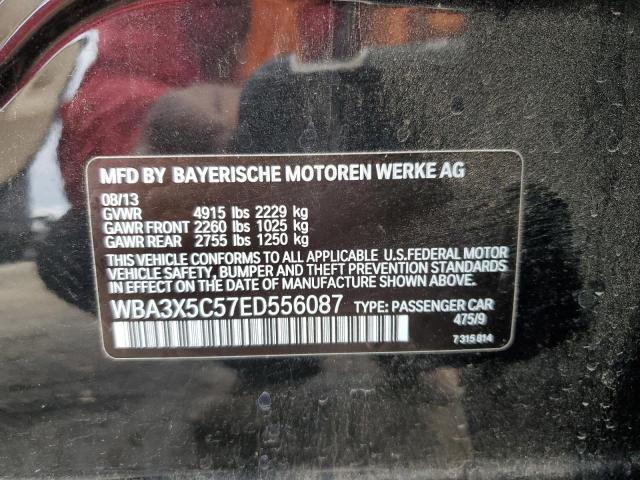 MFD BY BAYERISCHE MOTOREN WERKE AG
08/13
GVWR 4915 lbs 2229 kg
GAWR FRONT 2260 lbs 1025 kg
GAWR REAR 2755 lbs 1250 kg
THIS VEHICLE CONFORMS TO ALL APPLICABLE U.S.FEDERAL MOTOR
VEHICLE SAFETY, BUMPER AND THEFT PREVENTION STANDARDS
IN EFFECT ON THE DATE OF MANUFACTURE SHOWN ABOVE.
WBA3X5C57ED556087 TYPE: PASSENGER CAR
475/9
7 315 814